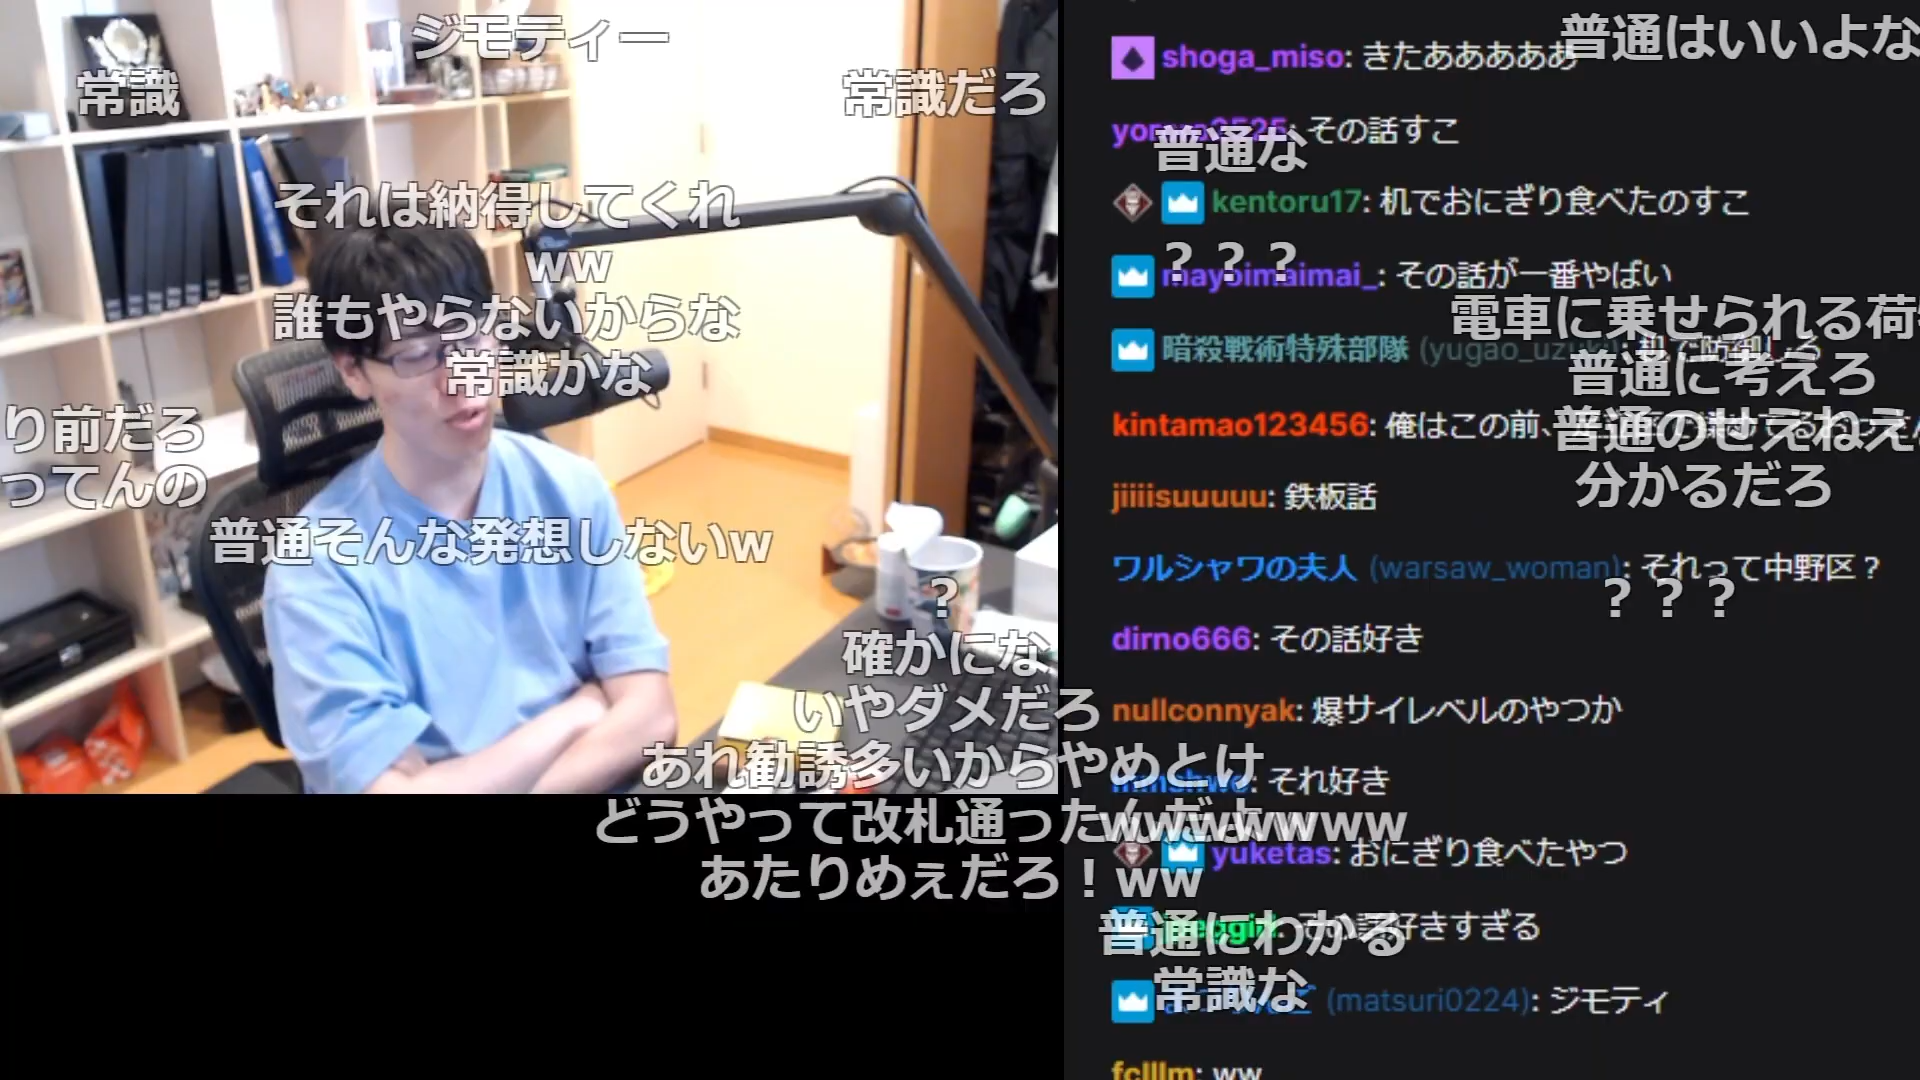 ジモティー
常識
常識だろ
それは納得してくれ
ww
誰もやらないからな
常識かな
り前だろ
ってんの
普通そんな発想しないw
?
確かにな
いやダメだろ
あれ勧誘多いからやめとけ
どうやって改札通ったんだよ
wwwwwww
あたりめぇだろ！ww
普通はいいよな
shoga_miso: きたああああああ
普通な
その話すこ
kentoru17: 机でおにぎり食べたのすこ
? ? ?
mayoimaimai_: その話が一番やばい
電車に乗せられる荷
暗殺戦術特殊部隊
普通に考えろ
kintamao123456: 俺はこの前、
普通のせえねえ
分かるだろ
jiiiisuuuuu: 鉄板話
ワルシャワの夫人 (warsaw_woman): それって中野区？
? ? ?
dirno666: その話好き
nullconnyak: 爆サイレベルのやつか
それ好き
yuketas: おにぎり食べたやつ
普通にわかる
その話好きすぎる
常識な
(matsuri0224): ジモティ
fclllm: ww